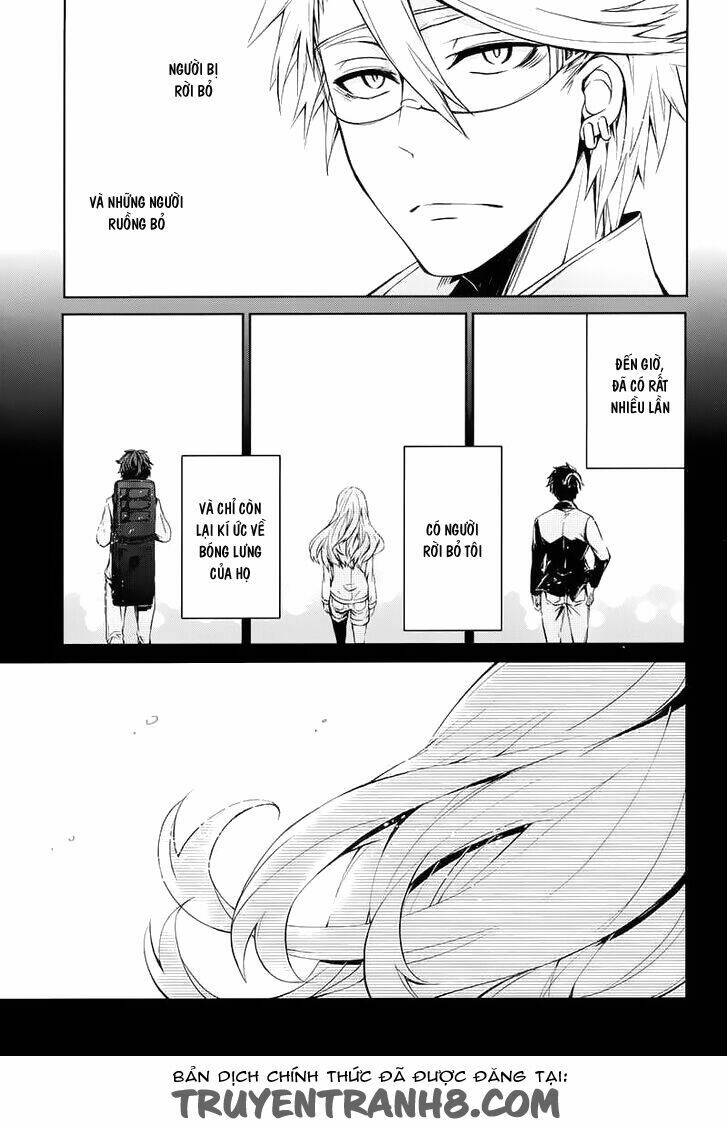 NGƯỜI BỊ
RỜI BỎ
VÀ NHỮNG NGƯỜI
RUỒNG BỎ
ĐẾN GIỜ,
ĐÃ CÓ RẤT
NHIỀU LẦN
CÓ NGƯỜI
RỜI BỎ TÔI
VÀ CHỈ CÒN
LẠI KÍ ỨC VỀ
BÓNG LƯNG
CỦA HỌ
BẢN DỊCH CHÍNH THỨC ĐÃ ĐƯỢC ĐĂNG TẠI:
TRUYENTRANH8.COM